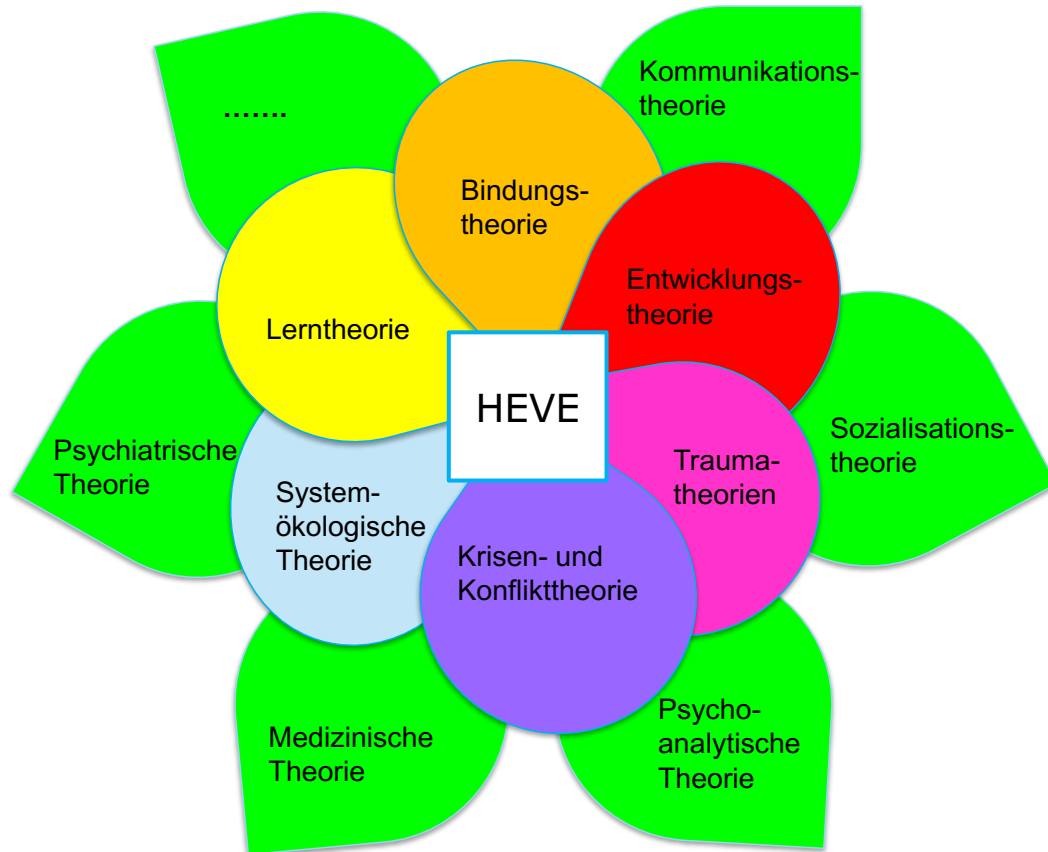 .......
Kommunikations-
theorie
Bindungs-
theorie
Entwicklungs-
theorie
Lerntheorie
HEVE
Psychiatrische
Theorie
Sozialisations-
theorie
Trauma-
theorien
System-
ökologische
Theorie
Krisen- und
Konflikttheorie
Medizinische
Theorie
Psycho-
analytische
Theorie